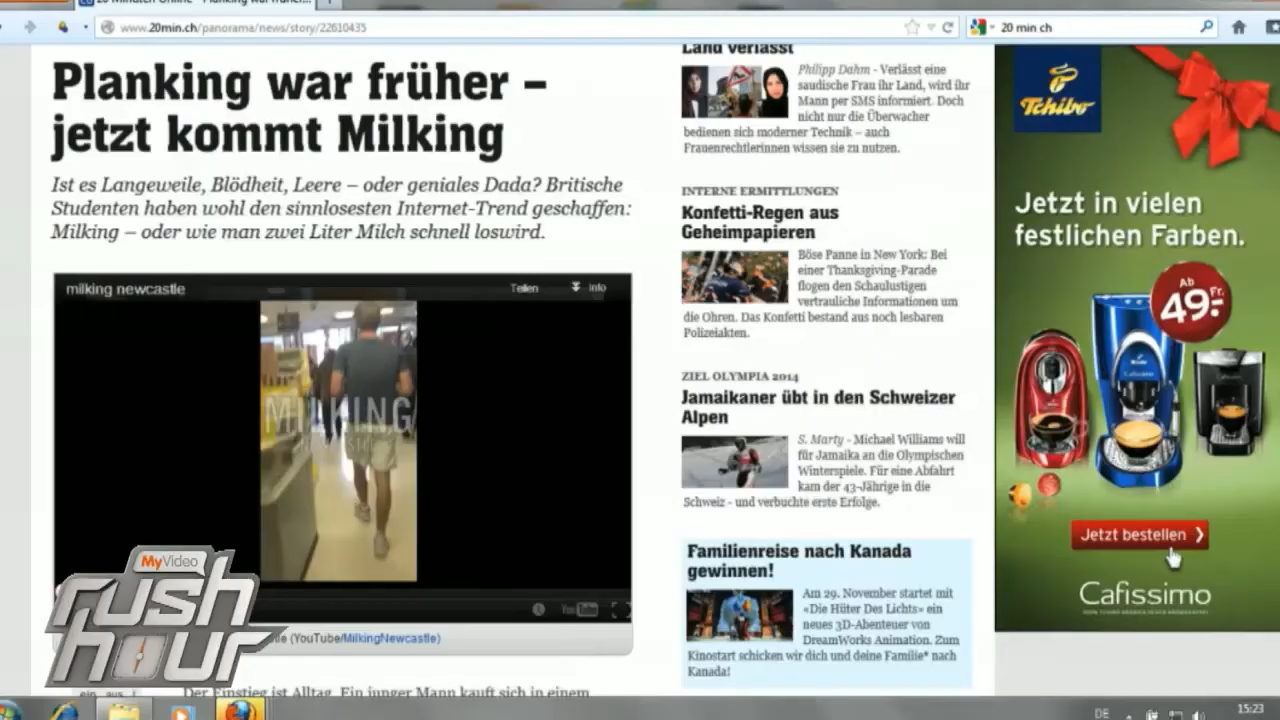 20 Minuten Online - Planking war früher...
www.20min.ch/panorama/news/story/22610435
20 min ch
Planking war früher –
jetzt kommt Milking
Ist es Langeweile, Blödheit, Leere – oder geniales Dada? Britische
Studenten haben wohl den sinnlosesten Internet-Trend geschaffen:
Milking – oder wie man zwei Liter Milch schnell loswird.
milking newcastle
Teilen
Info
MILKING
YouTube
(YouTube/MilkingNewcastle)
Der Einstieg ist Alltag. Ein junger Mann kauft sich in einem
MyVideo
rush
hour
Land verlässt
Philipp Dahm - Verlässt eine
saudische Frau ihr Land, wird ihr
Mann per SMS informiert. Doch
nicht nur die Überwacher
bedienen sich moderner Technik – auch
Frauenrechtlerinnen wissen sie zu nutzen.
INTERNE ERMITTLUNGEN
Konfetti-Regen aus
Geheimpapieren
Böse Panne in New York: Bei
einer Thanksgiving-Parade
flogen den Schaulustigen
vertrauliche Informationen um
die Ohren. Das Konfetti bestand aus noch lesbaren
Polizeiakten.
ZIEL OLYMPIA 2014
Jamaikaner übt in den Schweizer
Alpen
S. Marty - Michael Williams will
für Jamaika an die Olympischen
Winterspiele. Für eine Abfahrt
kam der 43-Jährige in die
Schweiz - und verbuchte erste Erfolge.
Familienreise nach Kanada
gewinnen!
Am 29. November startet mit
«Die Hüter Des Lichts» ein
neues 3D-Abenteuer von
DreamWorks Animation. Zum
Kinostart schicken wir dich und deine Familie* nach
Kanada!
Tchibo
Jetzt in vielen
festlichen Farben.
Ab
49.- Fr.
Jetzt bestellen
Cafissimo
DE
15:23